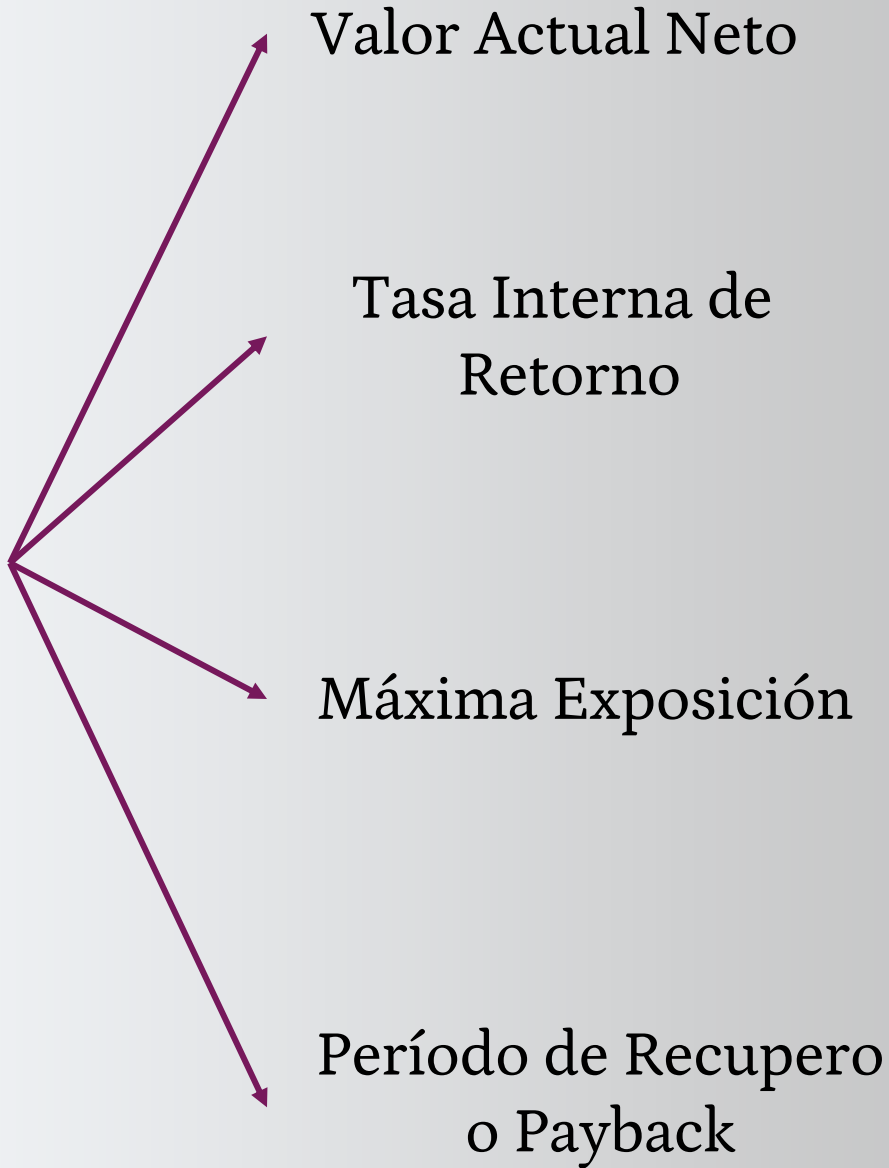 Valor Actual Neto
Tasa Interna de
Retorno
Máxima Exposición
Período de Recupero
o Payback